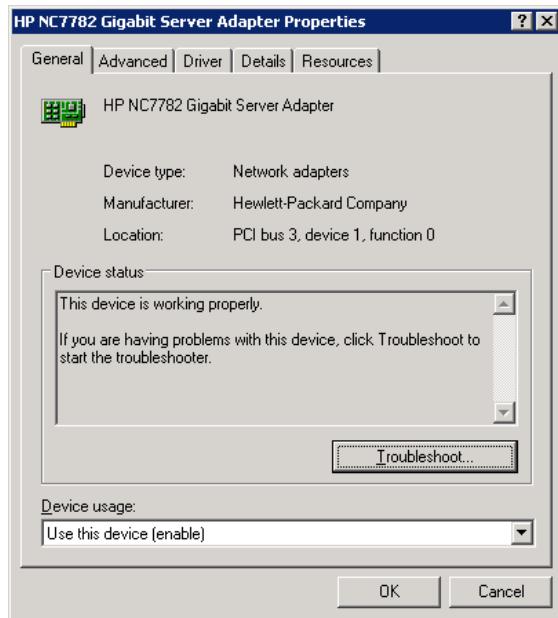 HP NC7782 Gigabit Server Adapter Properties
General Advanced Driver Details Resources
HP NC7782 Gigabit Server Adapter
Device type: Network adapters
Manufacturer: Hewlett-Packard Company
Location: PCI bus 3, device 1, function 0
Device status
This device is working properly.
If you are having problems with this device, click Troubleshoot to
start the troubleshooter.
Troubleshoot...
Device usage:
Use this device (enable)
OK Cancel